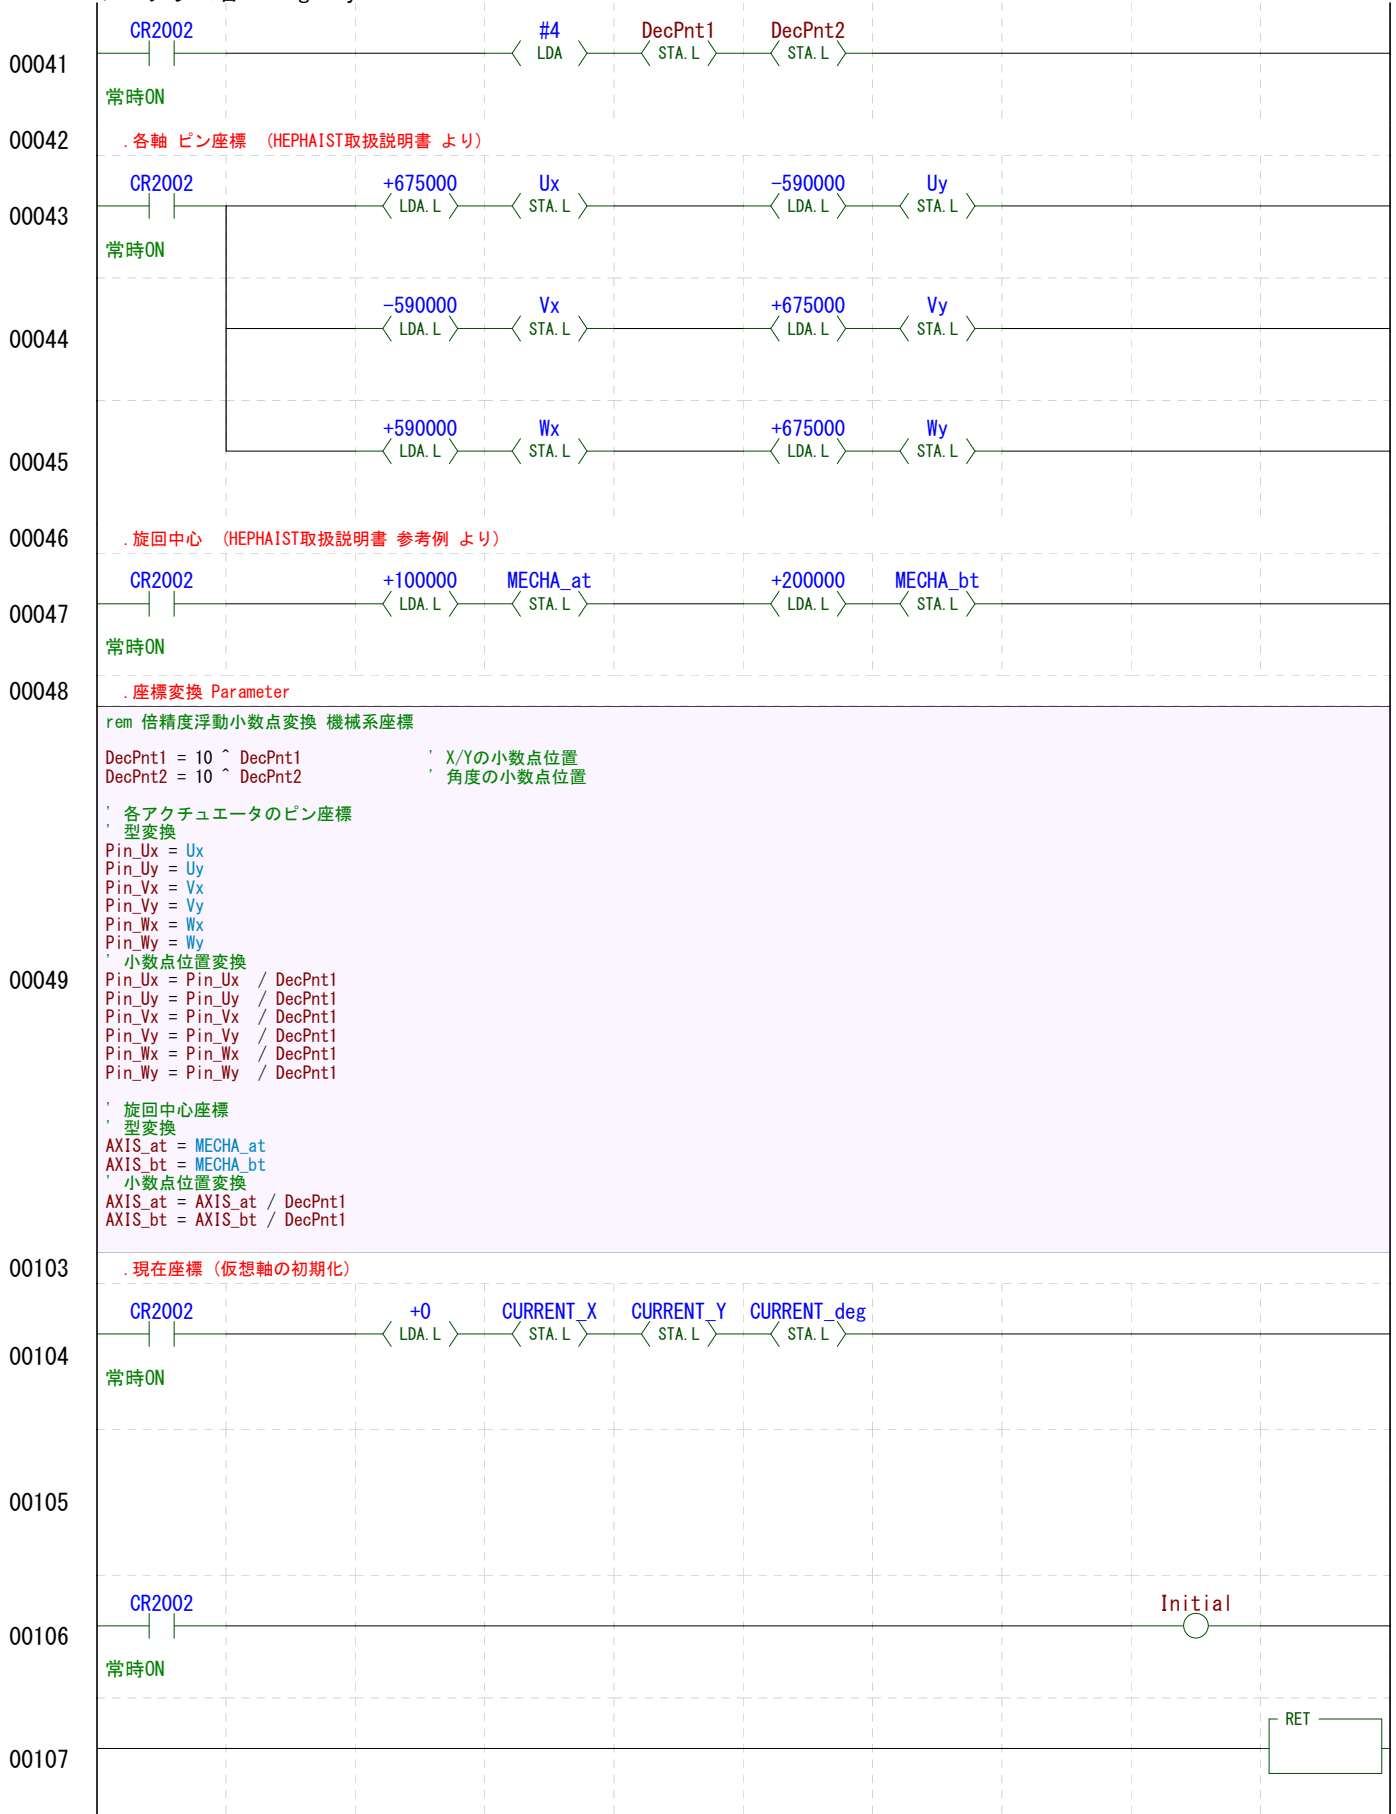 CR2002 #4 DecPnt1 DecPnt2
00041 LDA STA.L STA.L
常時ON
00042 .各軸 ピン座標 (HEPHAIST取扱説明書 より)
CR2002 +675000 Ux -590000 Uy
00043 LDA.L STA.L LDA.L STA.L
常時ON
-590000 Vx +675000 Vy
00044 LDA.L STA.L LDA.L STA.L
+590000 Wx +675000 Wy
00045 LDA.L STA.L LDA.L STA.L
00046 .旋回中心 (HEPHAIST取扱説明書 参考例 より)
CR2002 +100000 MECHA_at +200000 MECHA_bt
00047 LDA.L STA.L LDA.L STA.L
常時ON
00048 .座標変換 Parameter
rem 倍精度浮動小数点変換 機械系座標
DecPnt1 = 10 ^ DecPnt1 ' X/Yの小数点位置
DecPnt2 = 10 ^ DecPnt2 ' 角度の小数点位置
' 各アクチュエータのピン座標
' 型変換
Pin_Ux = Ux
Pin_Uy = Uy
Pin_Vx = Vx
Pin_Vy = Vy
Pin_Wx = Wx
Pin_Wy = Wy
' 小数点位置変換
00049 Pin_Ux = Pin_Ux / DecPnt1
Pin_Uy = Pin_Uy / DecPnt1
Pin_Vx = Pin_Vx / DecPnt1
Pin_Vy = Pin_Vy / DecPnt1
Pin_Wx = Pin_Wx / DecPnt1
Pin_Wy = Pin_Wy / DecPnt1
' 旋回中心座標
' 型変換
AXIS_at = MECHA_at
AXIS_bt = MECHA_bt
' 小数点位置変換
AXIS_at = AXIS_at / DecPnt1
AXIS_bt = AXIS_bt / DecPnt1
00103 .現在座標 (仮想軸の初期化)
CR2002 +0 CURRENT_X CURRENT_Y CURRENT_deg
00104 LDA.L STA.L STA.L STA.L
常時ON
00105
CR2002 Initial
00106
常時ON
RET
00107